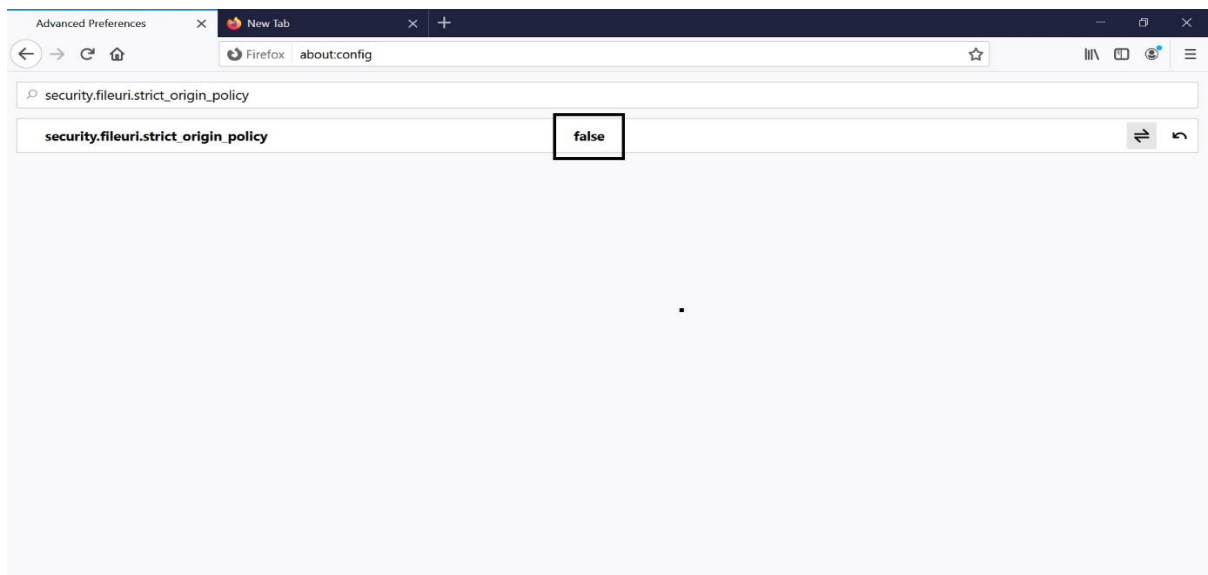 Advanced Preferences New Tab
Firefox about:config
security.fileuri.strict_origin_policy
security.fileuri.strict_origin_policy false